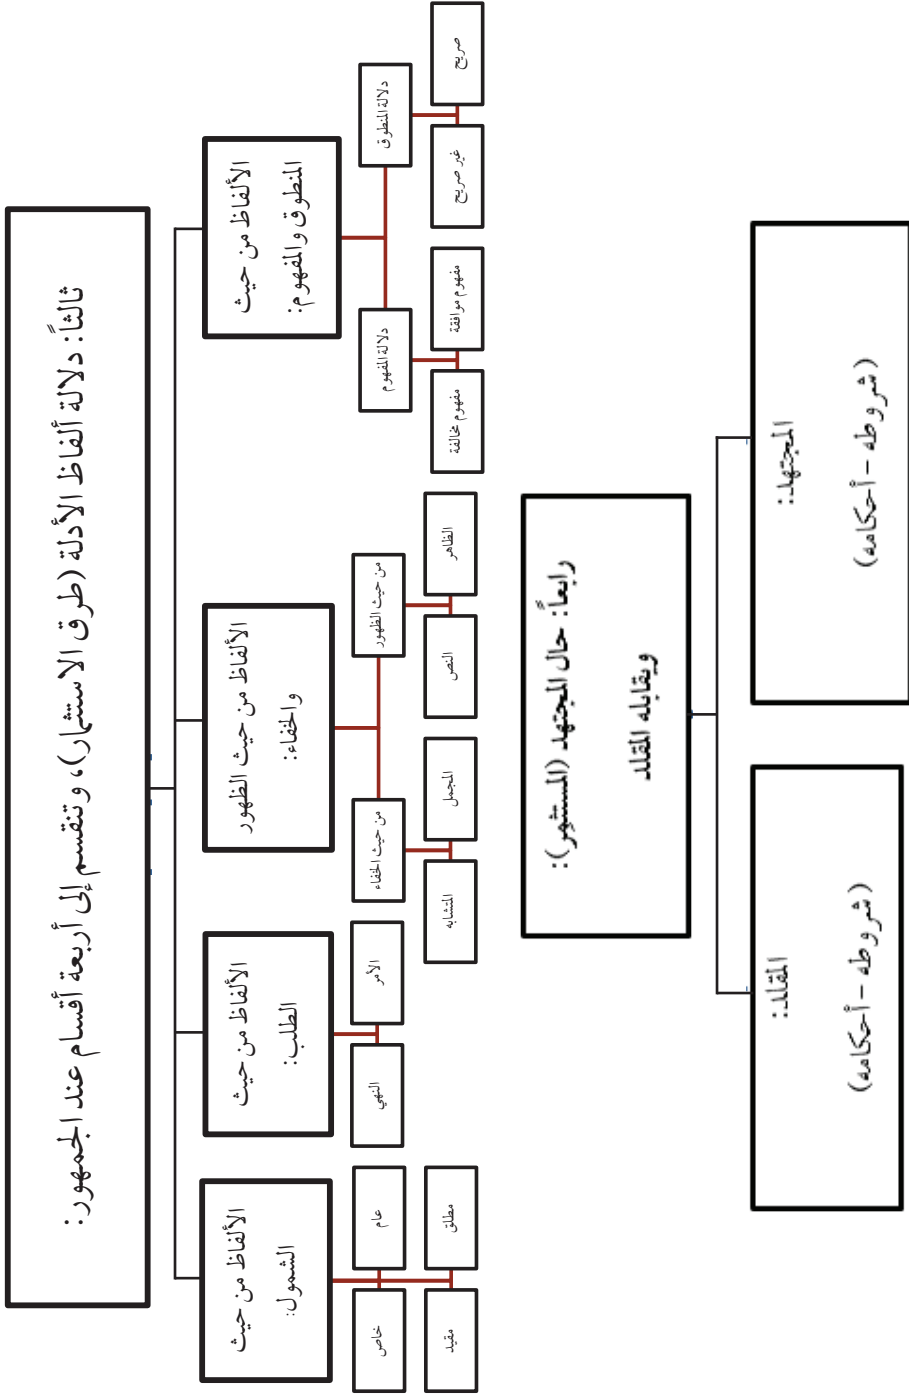 ثالثاً: دلالة ألفاظ الأدلة (طرق الاستثمار)، وتنقسم إلى أربعة أقسام عند الجمهور:
الألفاظ من حيث
المنطوق والمفهوم:
دلالة المنطوق
صريح
غير صريح
دلالة المفهوم
مفهوم موافقة
مفهوم مخالفة
الألفاظ من حيث الظهور
والخفاء:
من حيث الظهور
الظاهر
النص
من حيث الخفاء
المجمل
المتشابه
الألفاظ من حيث
الطلب:
الأمر
النهي
الألفاظ من حيث
الشمول:
عام
خاص
مطلق
مقيد
رابعاً: حال المجتهد (المستثمر):
ويقابله المقلد
المجتهد:
(شروطه - أحكامه)
المقلد:
(شروطه - أحكامه)